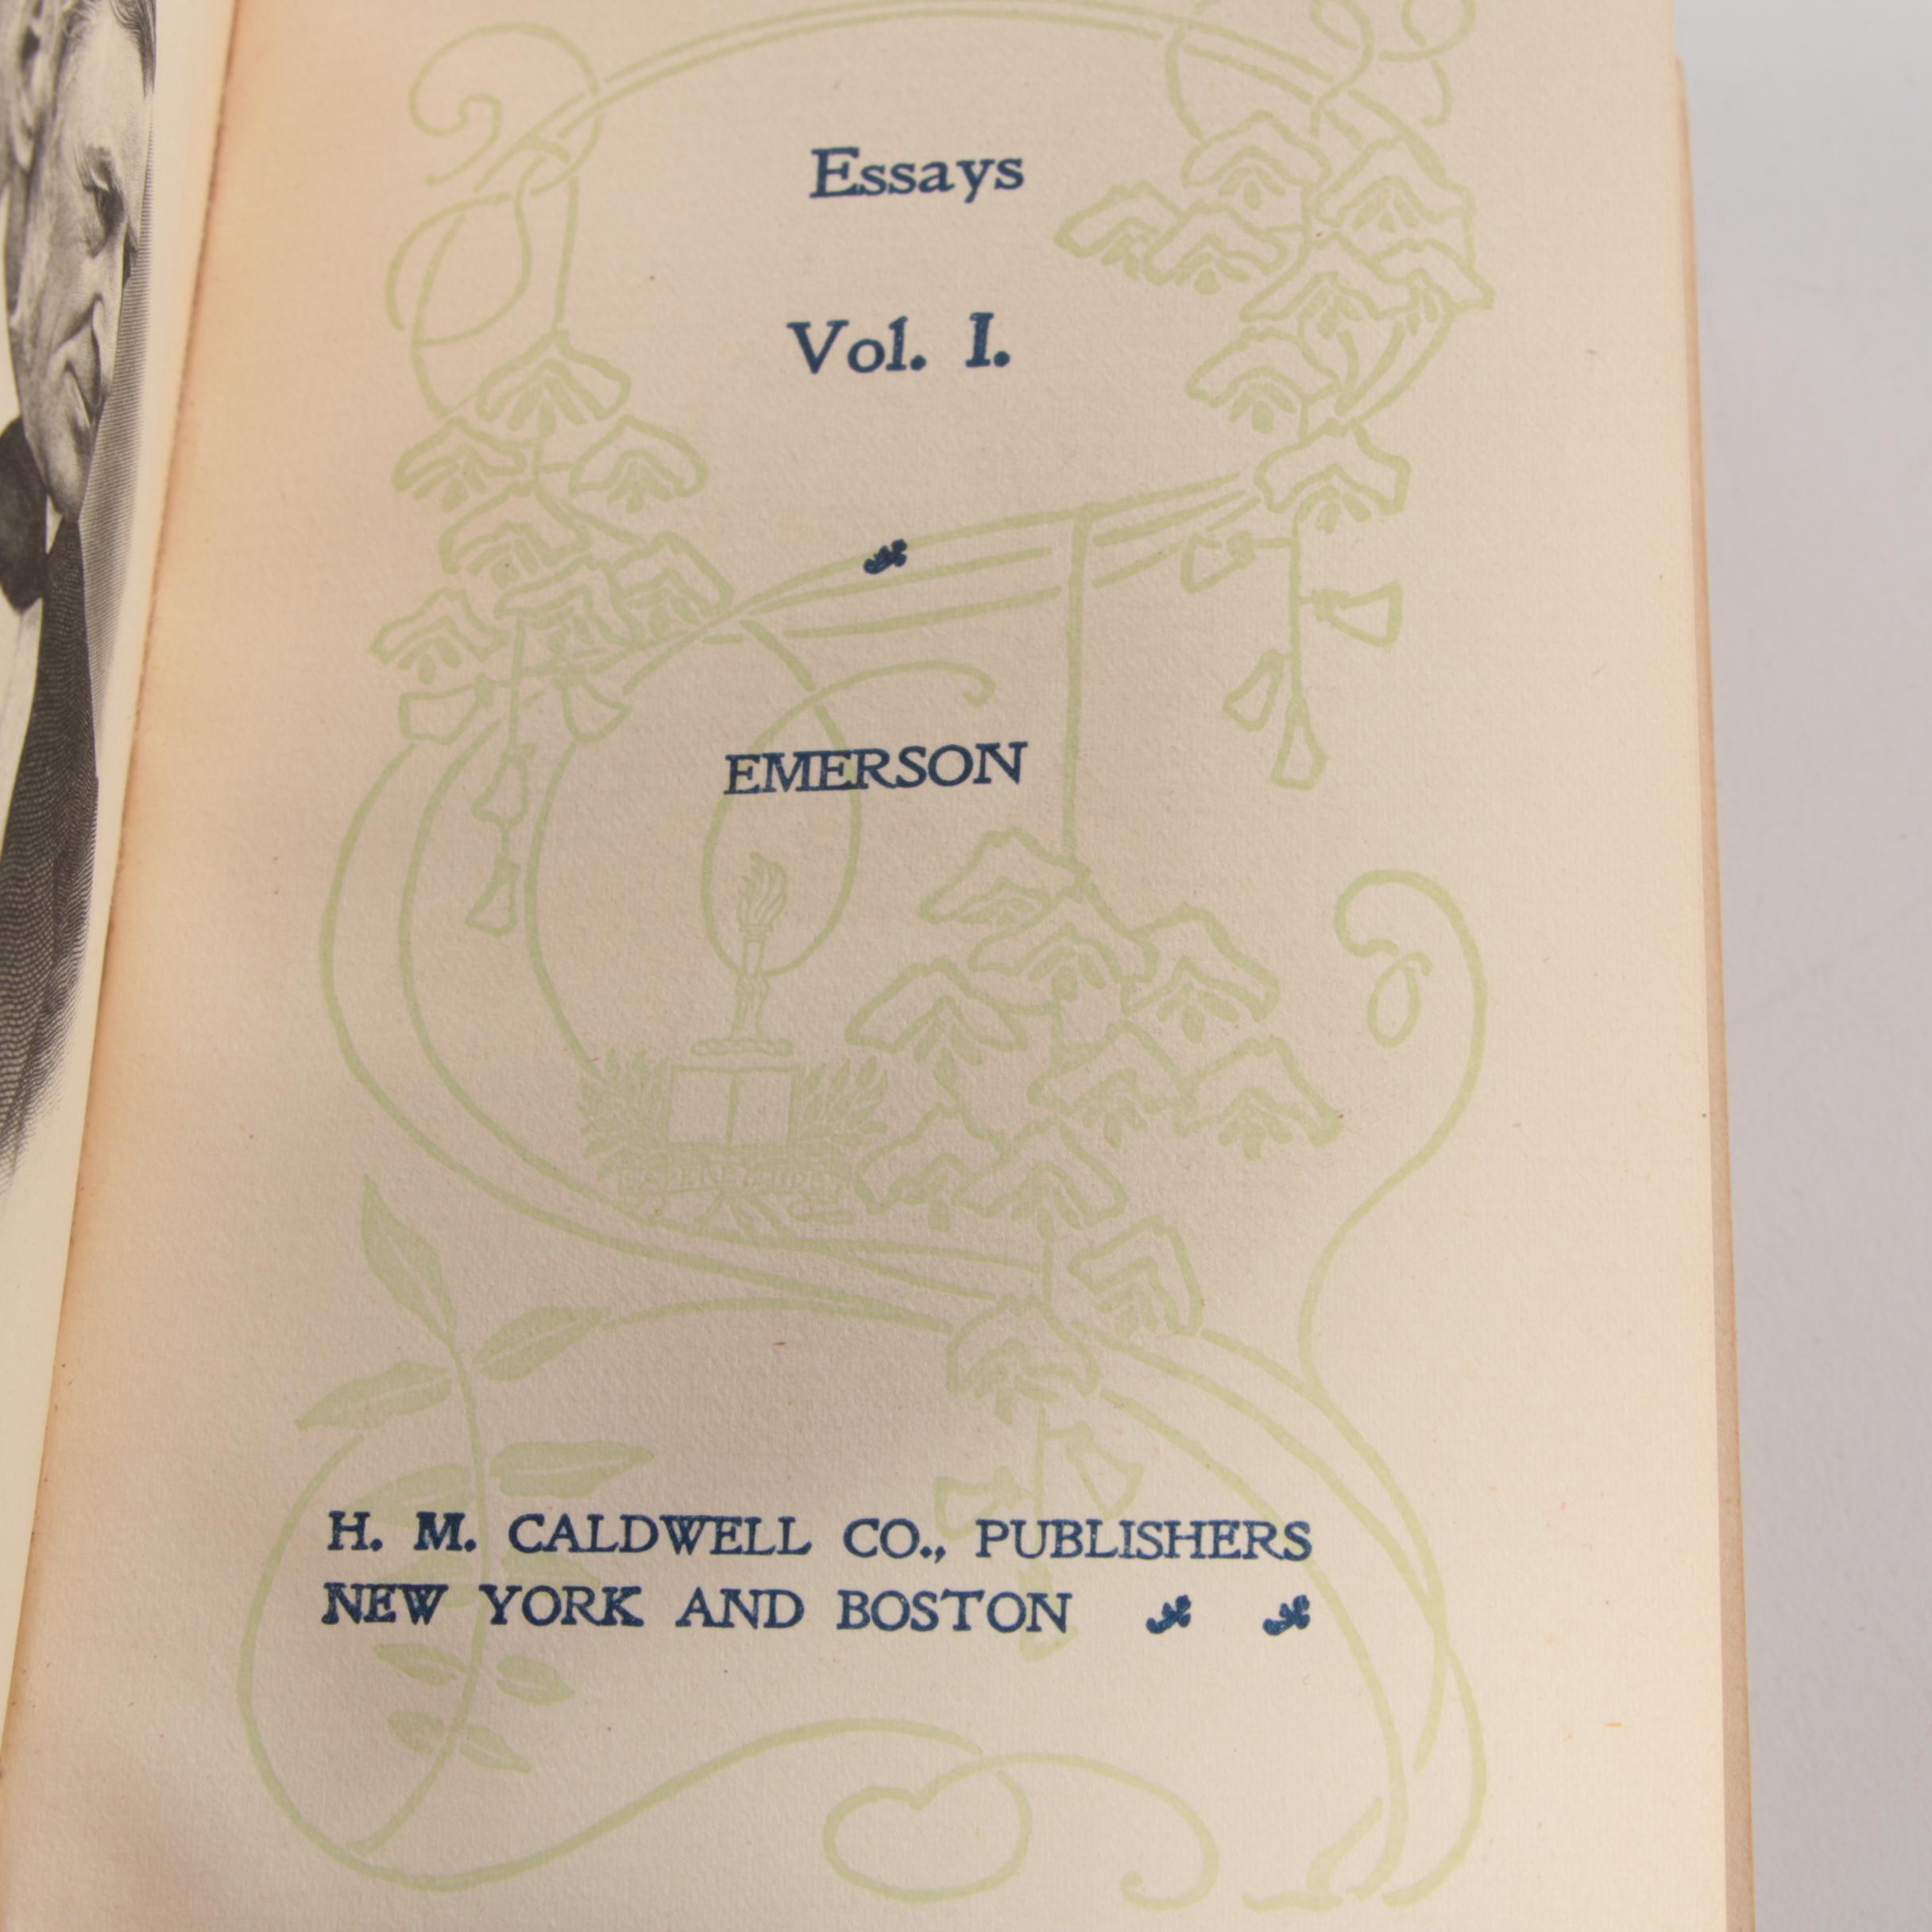 Essays
Vol. I.
EMERSON
H. M. CALDWELL CO., PUBLISHERS
NEW YORK AND BOSTON